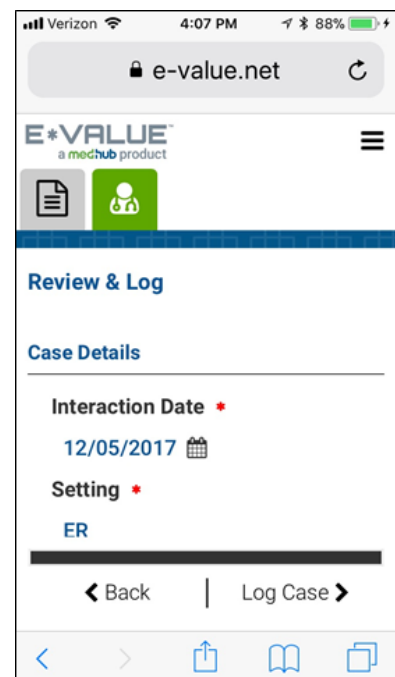 Verizon 4:07 PM 88%
e-value.net
E*VALUE™
a medhub product
Review & Log
Case Details
Interaction Date *
12/05/2017
Setting *
ER
Back | Log Case